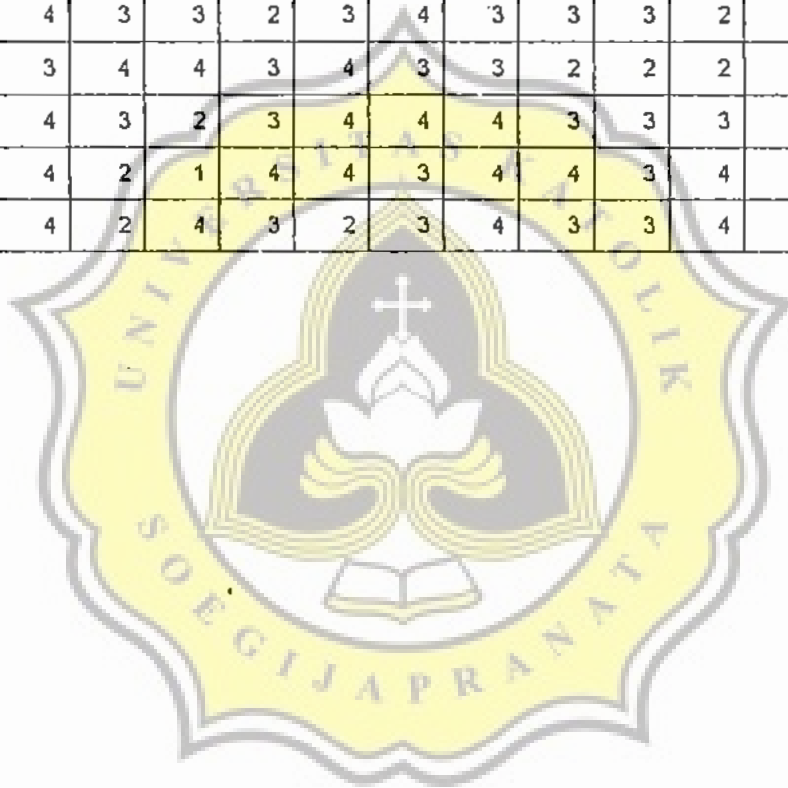 4 3 3 2 3 4 3 3 3 2
3 4 4 3 4 3 3 2 2 2
4 3 2 3 4 4 4 3 3 3
4 2 1 4 4 3 4 4 3 4
4 2 4 3 2 3 4 3 3 4
UNIVERSITAS KATOLIK
SOEGIJAPRANATA